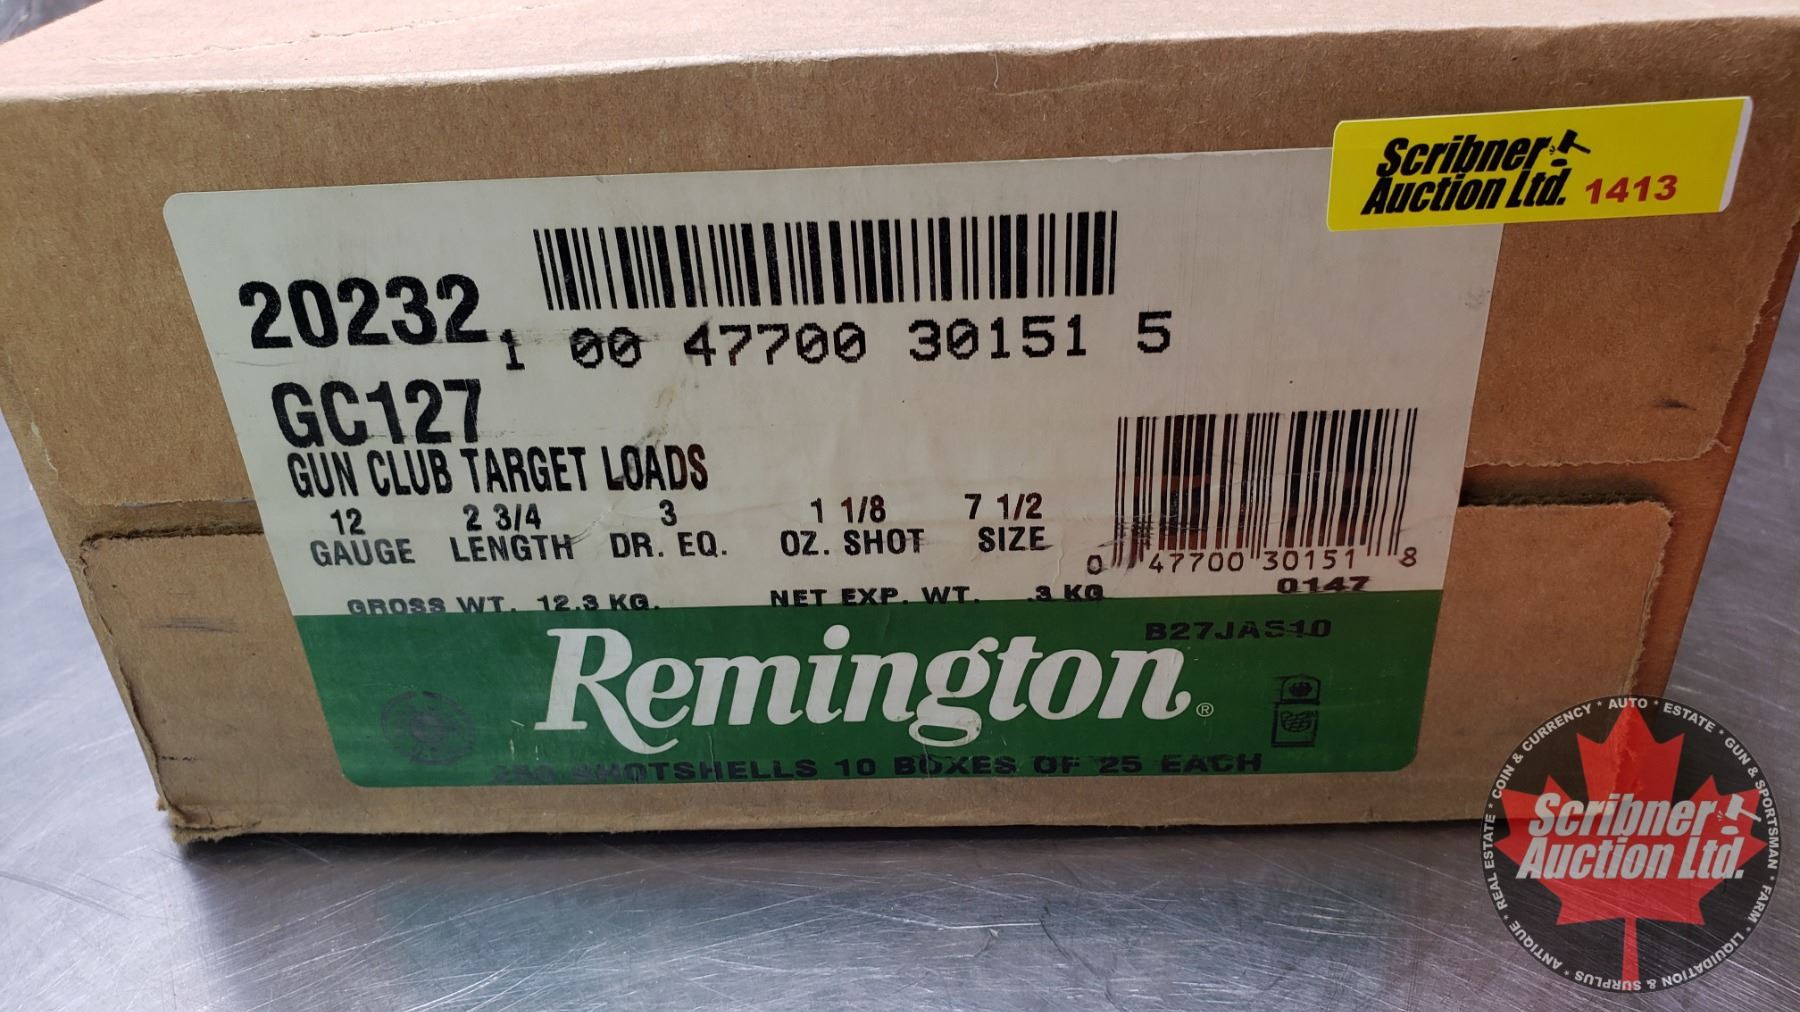 Scribner
Auction Ltd. 1413
20232
1 00 47700 30151 5
GC127
GUN CLUB TARGET LOADS
12 2 3/4 3 1 1/8 7 1/2
GAUGE LENGTH DR. EQ. OZ. SHOT SIZE
0 47700 30151 8
0147
GROSS WT. 12.3 KG. NET EXP. WT. .3 KG
B27JA510
Remington®
250 SHOTSHELLS 10 BOXES OF 25 EACH
ANTIQUE * REAL ESTATE * COIN & CURRENCY * AUTO * ESTATE * GUN & SPORTSMAN * FARM * LIQUIDATION & SURPLUS *
Scribner
Auction Ltd.